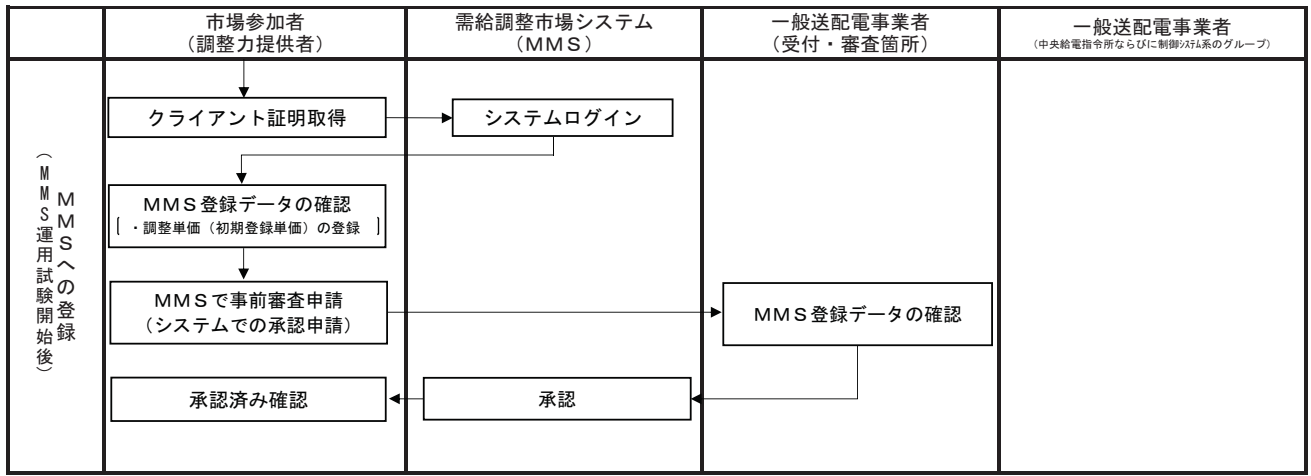 市場参加者
（調整力提供者）
需給調整市場システム
（ＭＭＳ）
一般送配電事業者
（受付・審査箇所）
一般送配電事業者
（中央給電指令所ならびに制御ｼｽﾃﾑ系のグループ）
ＭＭＳへの登録
（ＭＭＳ運用試験開始後）
クライアント証明取得
システムログイン
ＭＭＳ登録データの確認
〔 ・調整単価（初期登録単価）の登録 〕
ＭＭＳで事前審査申請
（システムでの承認申請）
ＭＭＳ登録データの確認
承認済み確認
承認